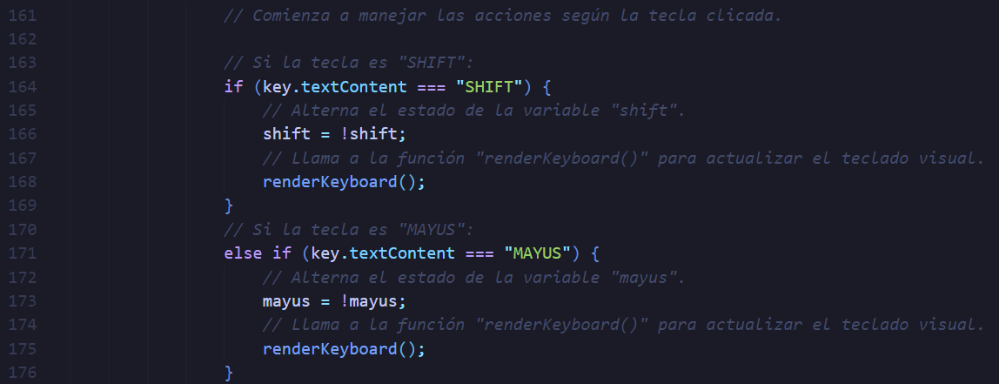 161 // Comienza a manejar las acciones según la tecla clicada.
162
163 // Si la tecla es "SHIFT":
164 if (key.textContent === "SHIFT") {
165 // Alterna el estado de la variable "shift".
166 shift = !shift;
167 // Llama a la función "renderKeyboard()" para actualizar el teclado visual.
168 renderKeyboard();
169 }
170 // Si la tecla es "MAYUS":
171 else if (key.textContent === "MAYUS") {
172 // Alterna el estado de la variable "mayus".
173 mayus = !mayus;
174 // Llama a la función "renderKeyboard()" para actualizar el teclado visual.
175 renderKeyboard();
176 }